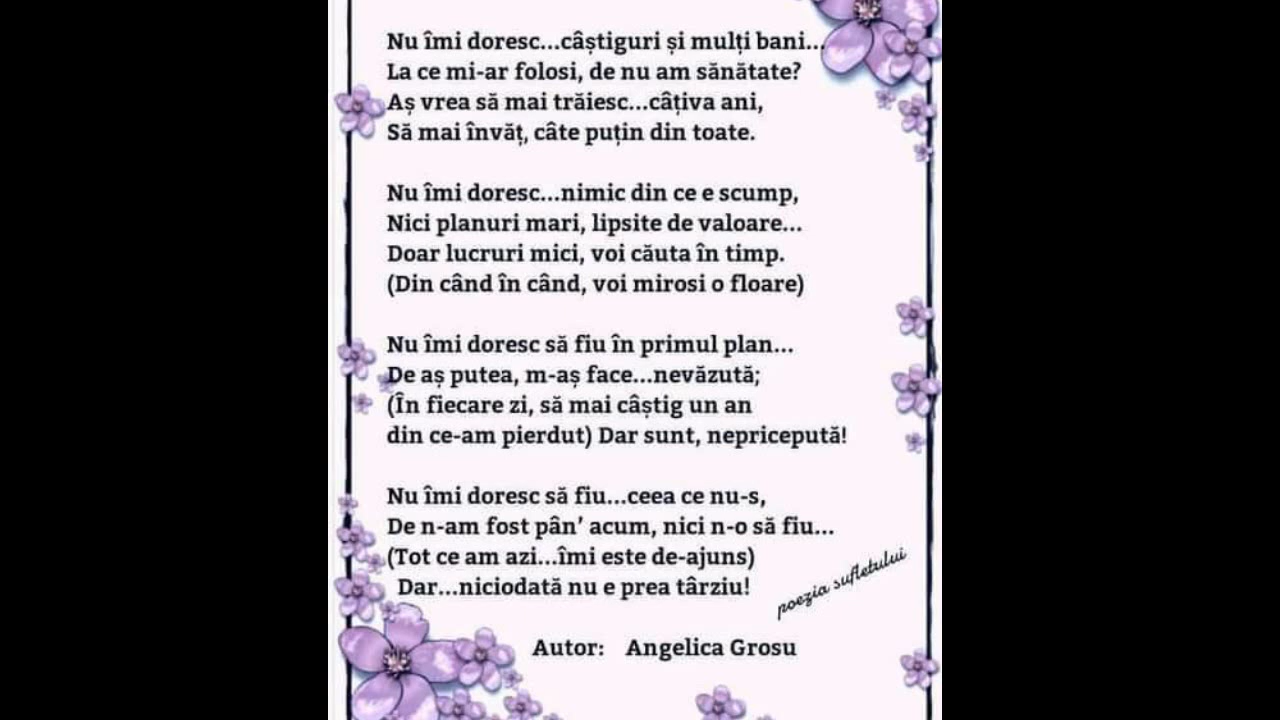 Nu îmi doresc...câștiguri și mulți bani...
La ce mi-ar folosi, de nu am sănătate?
Aș vrea să mai trăiesc...câțiva ani,
Să mai învăț, câte puțin din toate.
Nu îmi doresc...nimic din ce e scump,
Nici planuri mari, lipsite de valoare...
Doar lucruri mici, voi căuta în timp.
(Din când în când, voi mirosi o floare)
Nu îmi doresc să fiu în primul plan...
De aș putea, m-aș face...nevăzută;
(În fiecare zi, să mai câștig un an
din ce-am pierdut) Dar sunt, nepricepută!
Nu îmi doresc să fiu...ceea ce nu-s,
De n-am fost pân’ acum, nici n-o să fiu...
(Tot ce am azi...îmi este de-ajuns)
Dar...niciodată nu e prea târziu!
poezia sufletului
Autor: Angelica Grosu